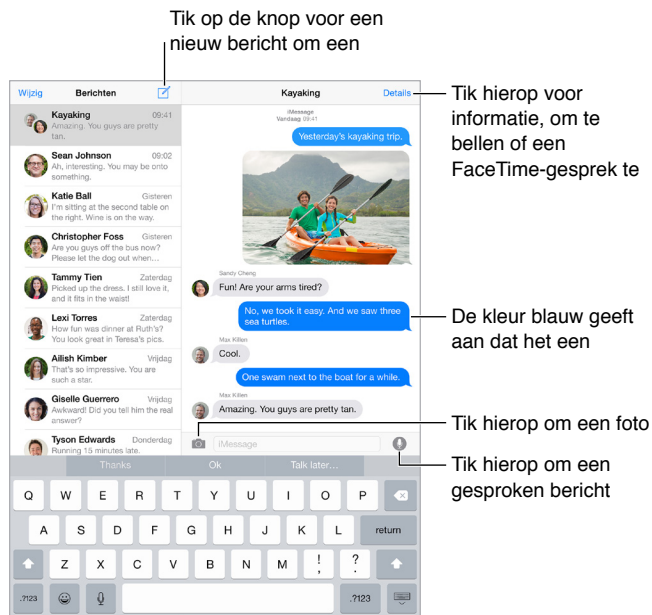 Tik op de knop voor een
nieuw bericht om een
Wijzig
Berichten
Kayaking 09:41
Amazing. You guys are pretty
tan.
Sean Johnson 09:02
Ah, interesting. You may be onto
something.
Katie Ball Gisteren
I'm sitting at the second table on
the right. Wine is on the way.
Christopher Foss Gisteren
Are you guys off the bus now?
Please let the dog out when...
Tammy Tien Zaterdag
Picked up the dress. I still love it,
and it fits in the waist!
Lexi Torres Zaterdag
How fun was dinner at Ruth's?
You look great in Teresa's pics.
Ailish Kimber Vrijdag
That's so impressive. You are
such a star.
Giselle Guerrero Vrijdag
Awkward! Did you tell him the real
answer?
Tyson Edwards Donderdag
Running 15 minutes late.
Kayaking
Details
iMessage
Vandaag 09:41
Yesterday's kayaking trip.
Sandy Cheng
Fun! Are your arms tired?
No, we took it easy. And we saw three
sea turtles.
Max Killen
Cool.
One swam next to the boat for a while.
Max Killen
Amazing. You guys are pretty tan.
iMessage
Tik hierop voor
informatie, om te
bellen of een
FaceTime-gesprek te
De kleur blauw geeft
aan dat het een
Tik hierop om een foto
Tik hierop om een
gesproken bericht
Thanks Ok Talk later...
Q W E R T Y U I O P
A S D F G H J K L return
Z X C V B N M ! , ? .
.?123 .?123